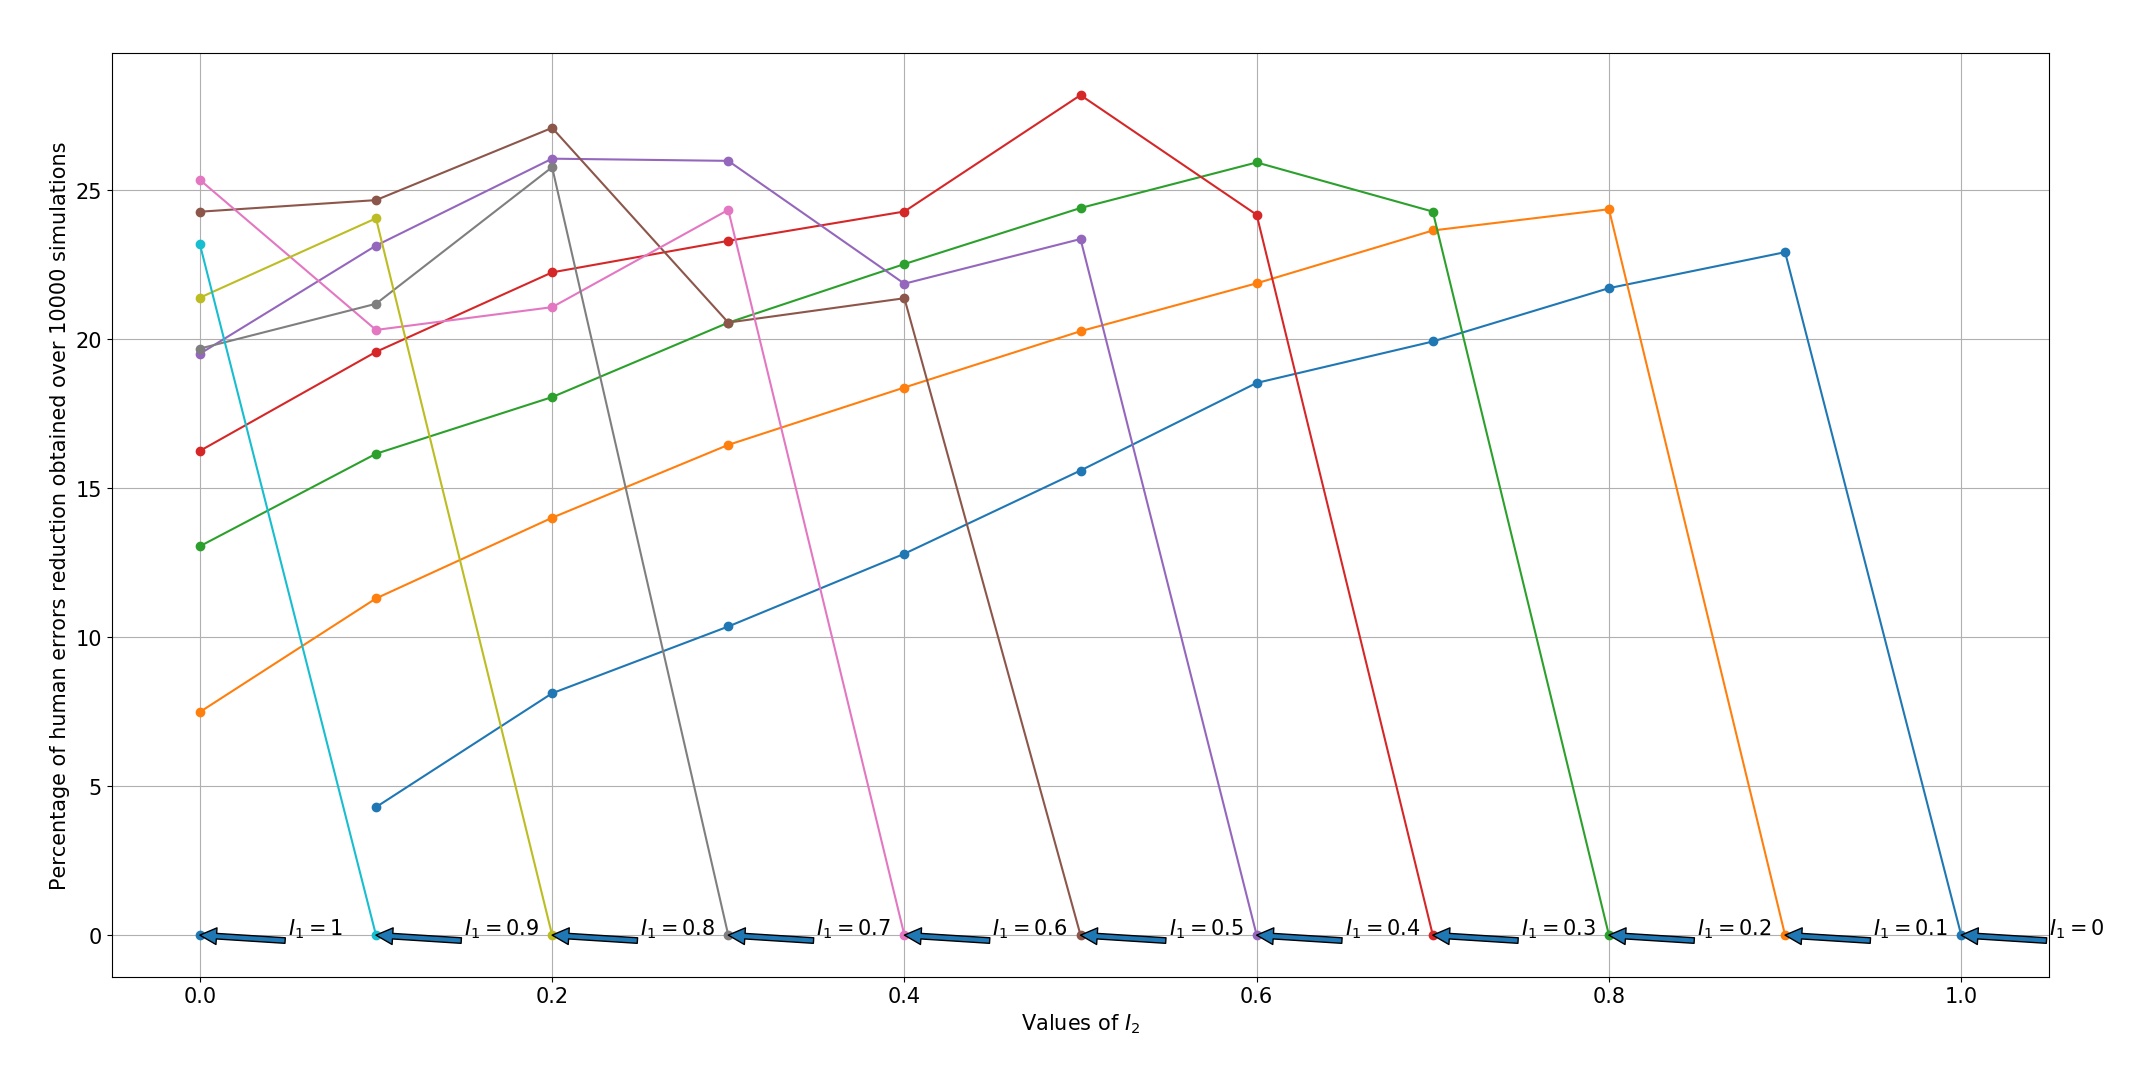 Percentage of human errors reduction obtained over 10000 simulations
25
20
15
10
5
0
I₁ = 1
I₁ = 0.9
I₁ = 0.8
I₁ = 0.7
I₁ = 0.6
I₁ = 0.5
I₁ = 0.4
I₁ = 0.3
I₁ = 0.2
I₁ = 0.1
I₁ = 0
0.0
0.2
0.4
0.6
0.8
1.0
Values of I₂